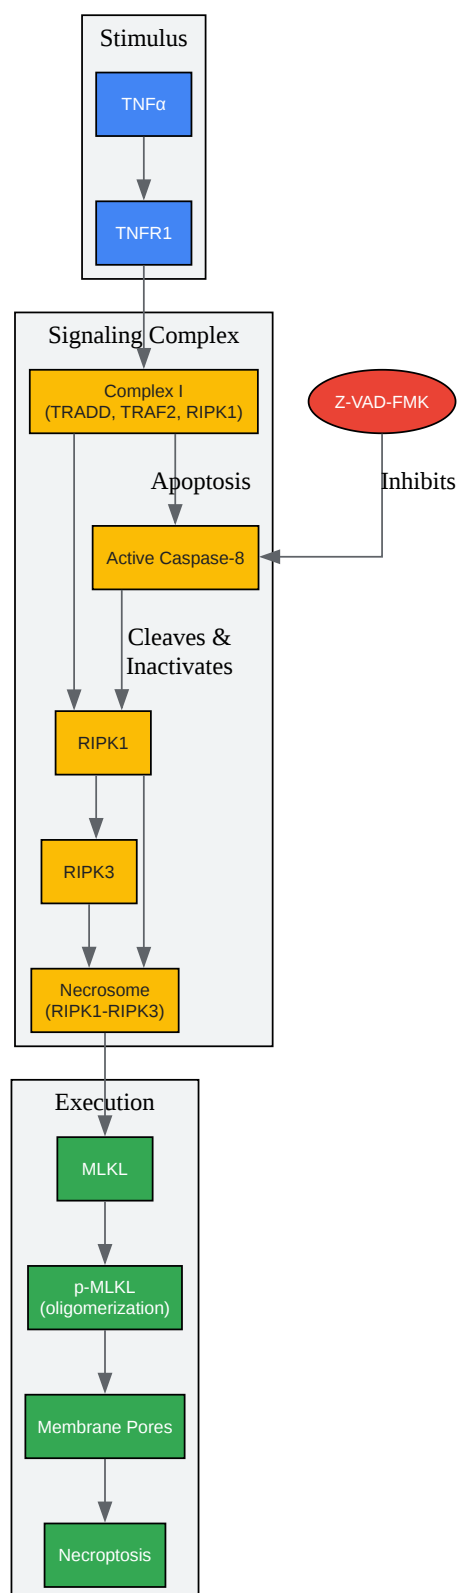 Stimulus
TNFα
TNFR1
Signaling Complex
Complex I
(TRADD, TRAF2, RIPK1)
Z-VAD-FMK
Apoptosis
Inhibits
Active Caspase-8
Cleaves &
Inactivates
RIPK1
RIPK3
Necrosome
(RIPK1-RIPK3)
Execution
MLKL
p-MLKL
(oligomerization)
Membrane Pores
Necroptosis